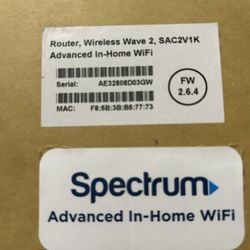 Router, Wireless Wave 2, SAC2V1K
Advanced In-Home WiFi
Serial: AE32808D03GW
FW
2.6.4
MAC: F8:5B:3B:B5:77:73
Spectrum
Advanced In-Home WiFi